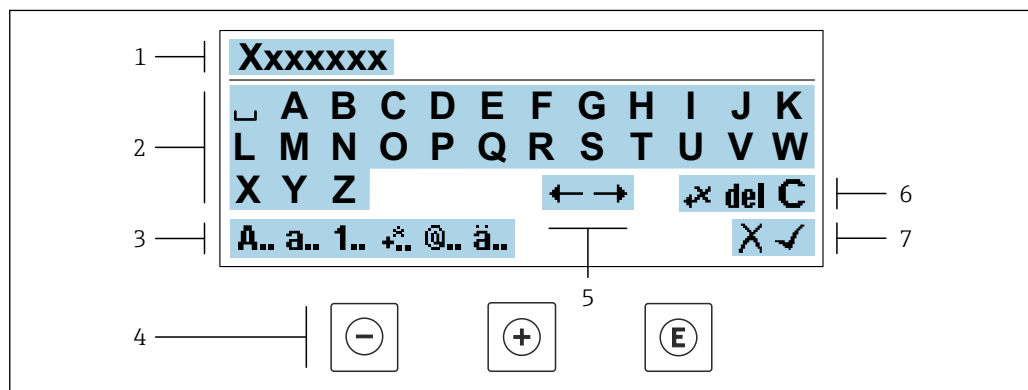 1 Xxxxxxx
␣ A B C D E F G H I J K
2 L M N O P Q R S T U V W
X Y Z ← → +x del C 6
3 A.. a.. 1.. +*.. @.. ä.. X ✓ 7
5
4 − + E